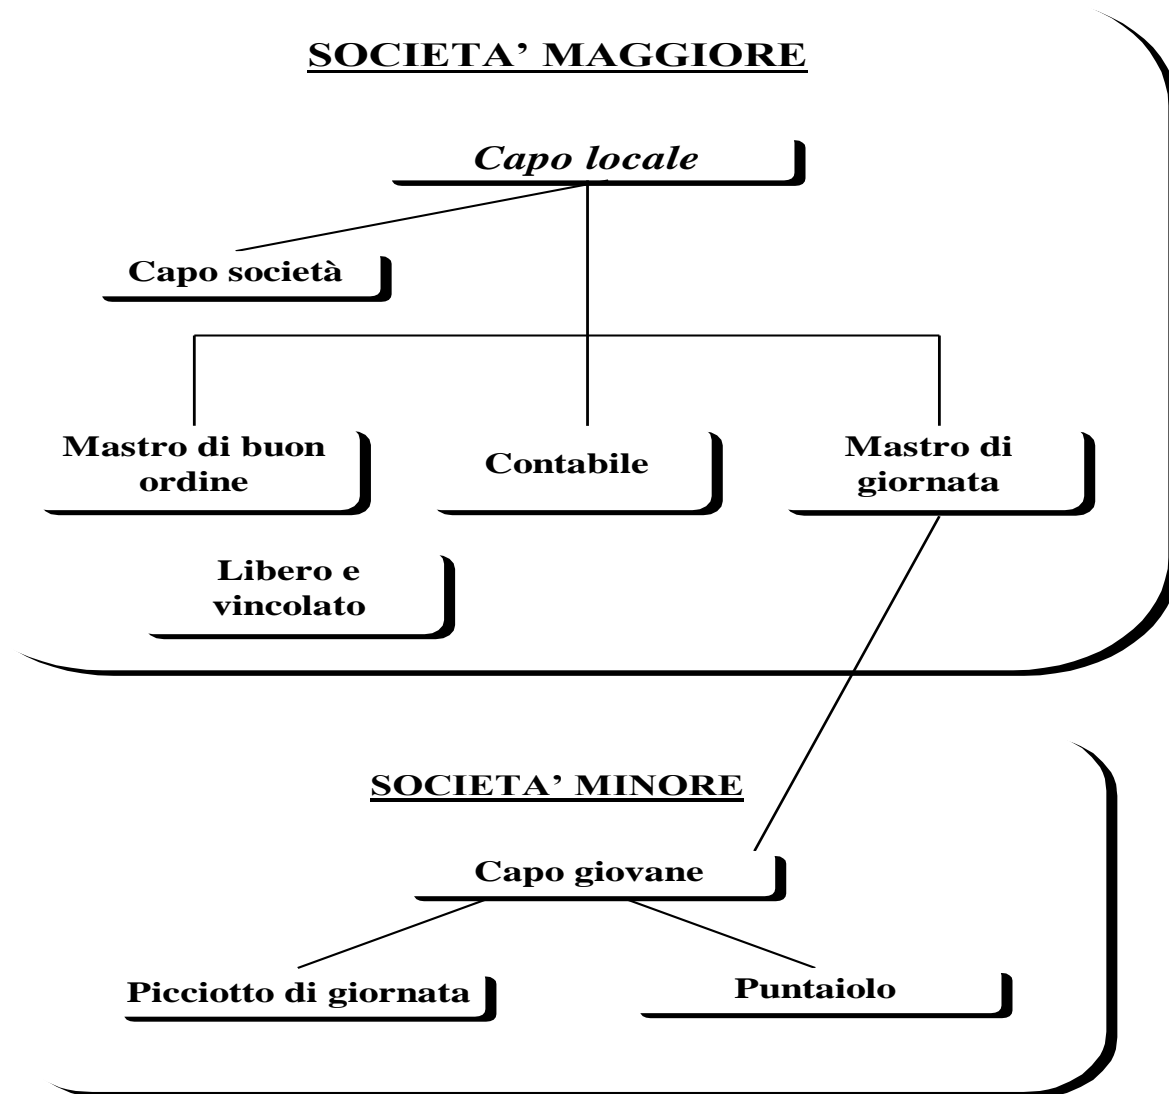 SOCIETA’ MAGGIORE
Capo locale
Capo società
Mastro di buon
ordine
Contabile
Mastro di
giornata
Libero e
vincolato
SOCIETA’ MINORE
Capo giovane
Picciotto di giornata
Puntaiolo